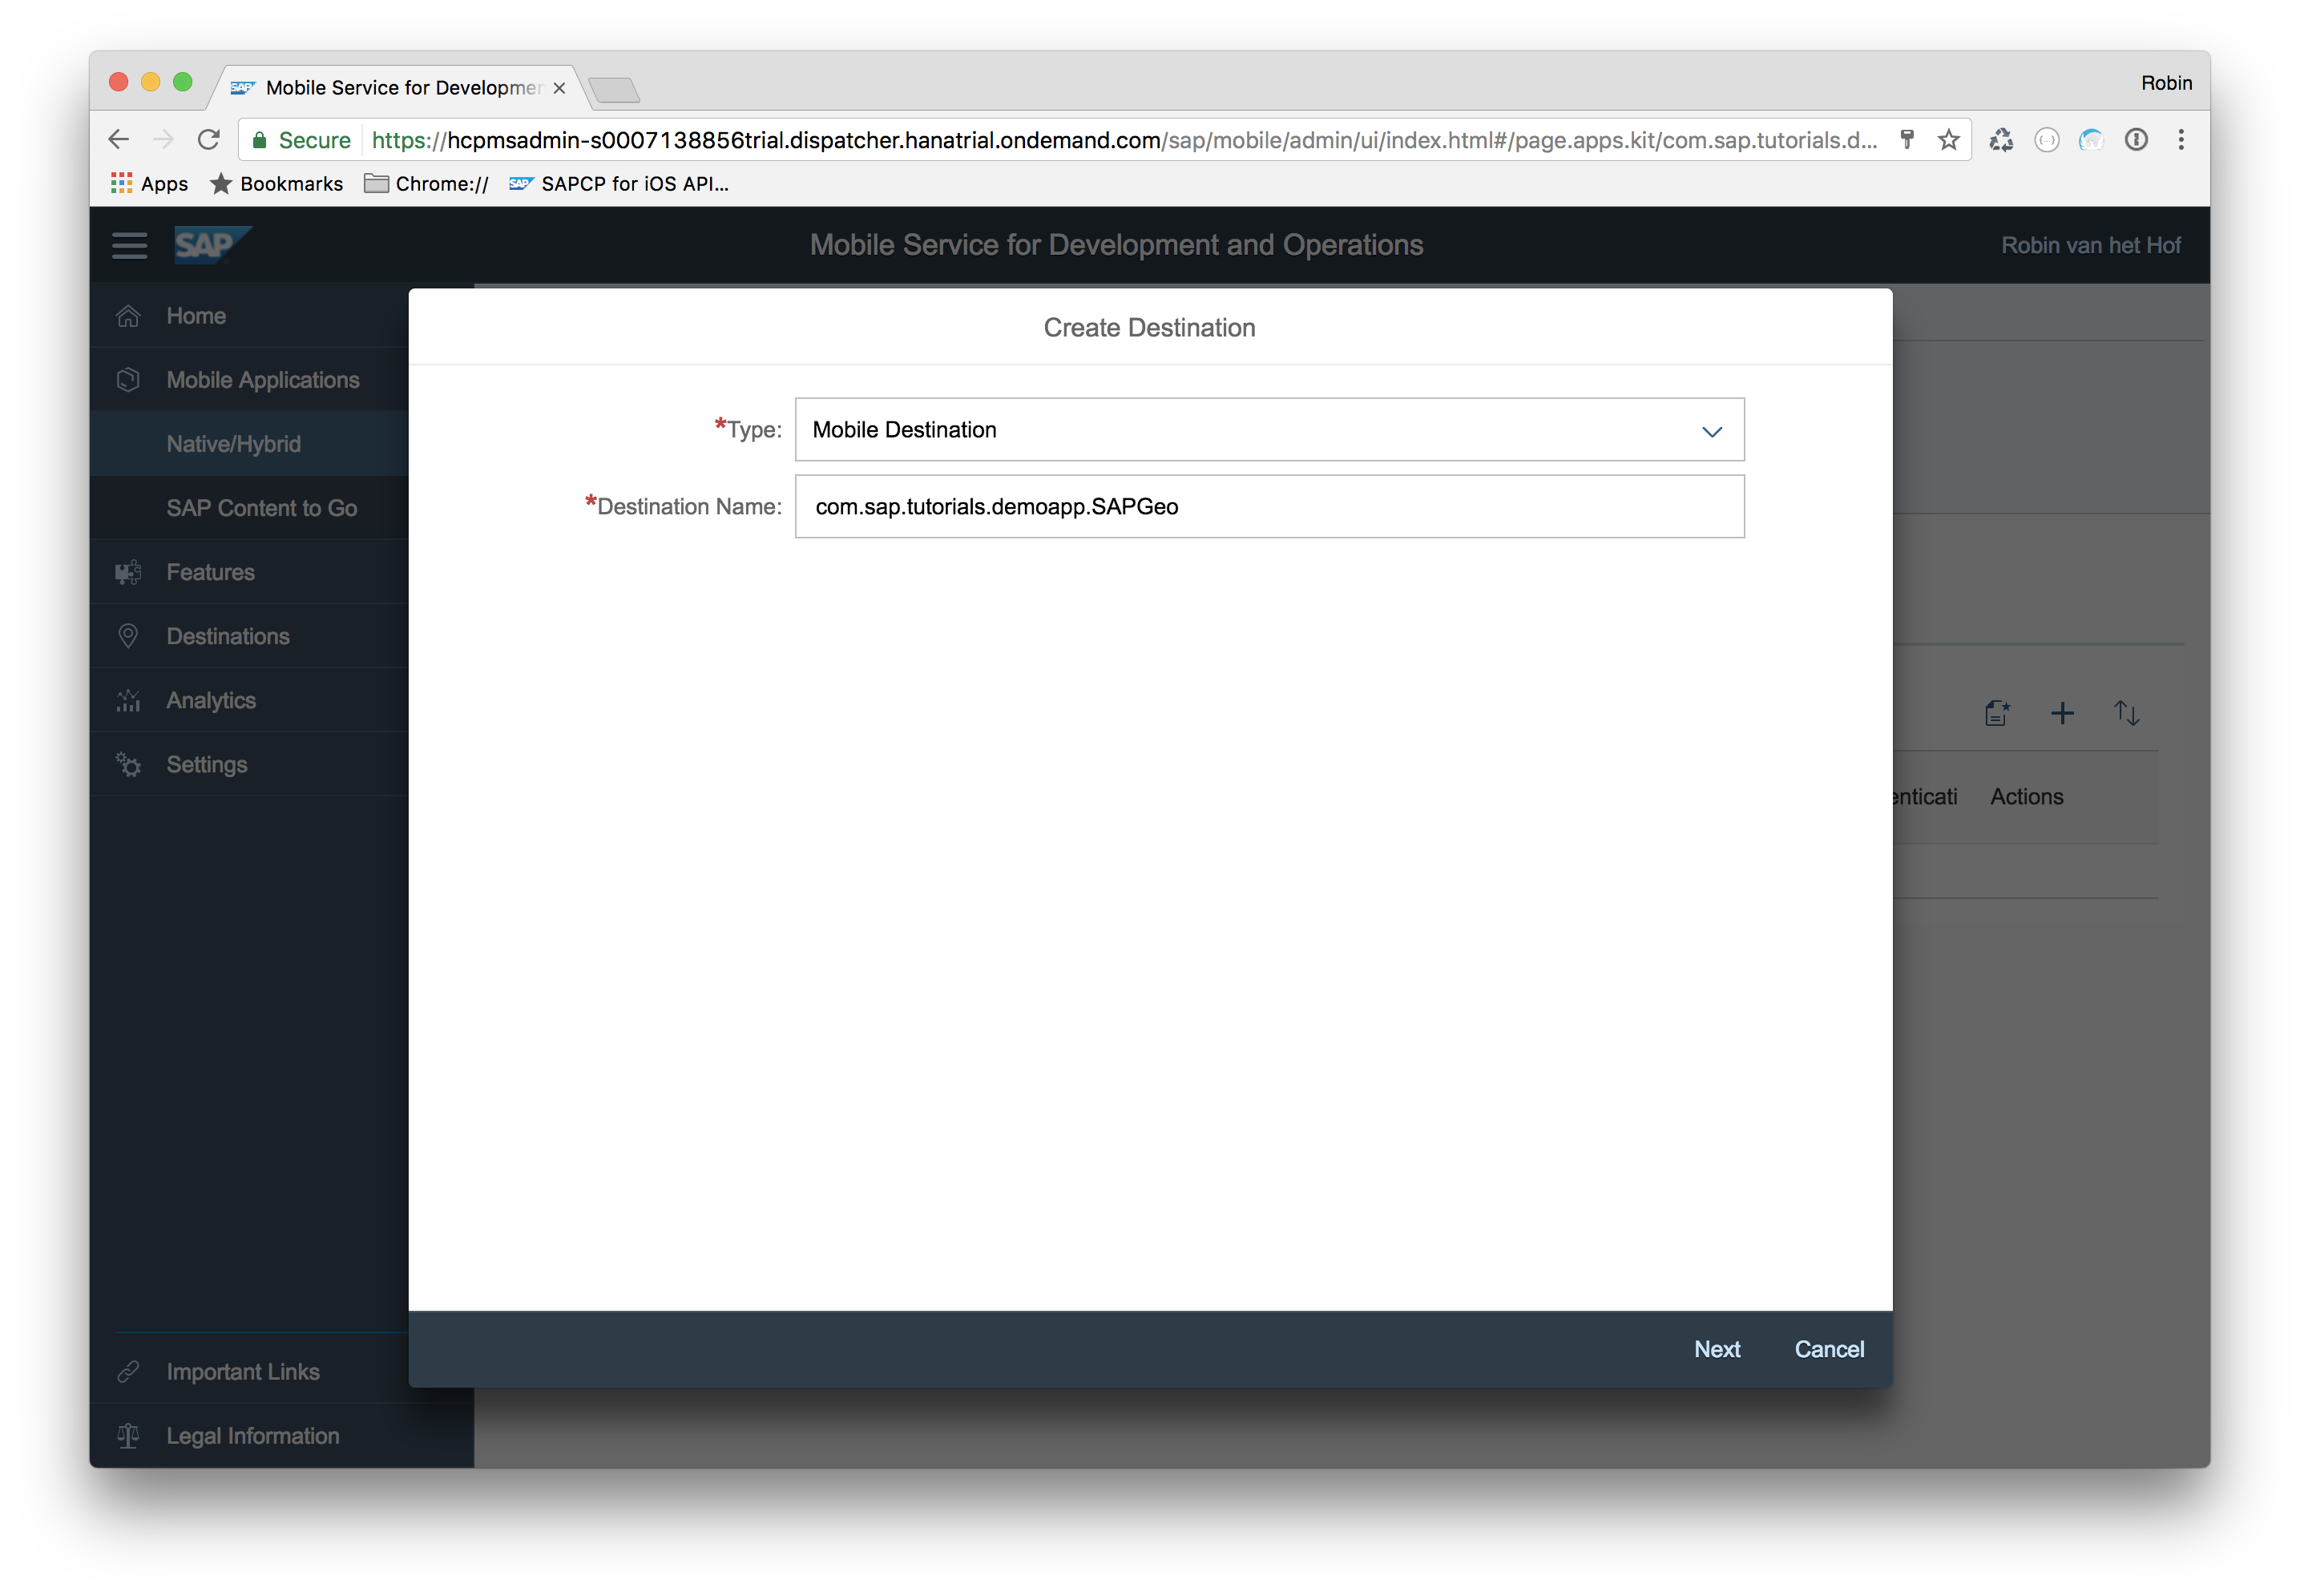 Mobile Service for Developmen
Robin
Secure
https://hcpmsadmin-s0007138856trial.dispatcher.hanatrial.ondemand.com/sap/mobile/admin/ui/index.html#/page.apps.kit/com.sap.tutorials.d...
Apps
Bookmarks
Chrome://
SAP
SAPCP for iOS API...
SAP
Mobile Service for Development and Operations
Robin van het Hof
Home
Mobile Applications
Native/Hybrid
SAP Content to Go
Features
Destinations
Analytics
Settings
Important Links
Legal Information
Create Destination
*Type:
Mobile Destination
*Destination Name:
com.sap.tutorials.demoapp.SAPGeo
enticati
Actions
Next
Cancel